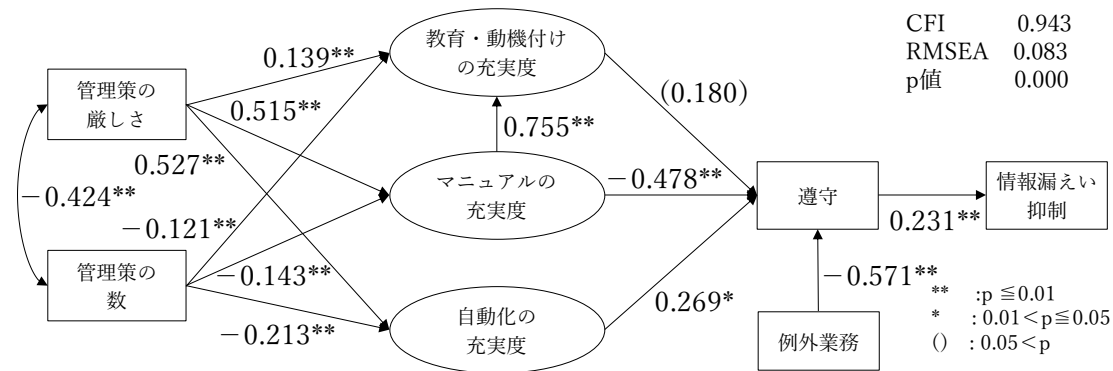 教育・動機付け
の充実度
CFI 0.943
RMSEA 0.083
p値 0.000
管理策の
厳しさ
0.139**
0.515**
0.527**
(0.180)
0.755**
マニュアルの
充実度
−0.478**
遵守
情報漏えい
抑制
0.231**
−0.424**
−0.121**
管理策の
数
−0.143**
−0.213**
自動化の
充実度
0.269*
−0.571**
例外業務
** :p≦0.01
* :0.01<p≦0.05
() :0.05<p